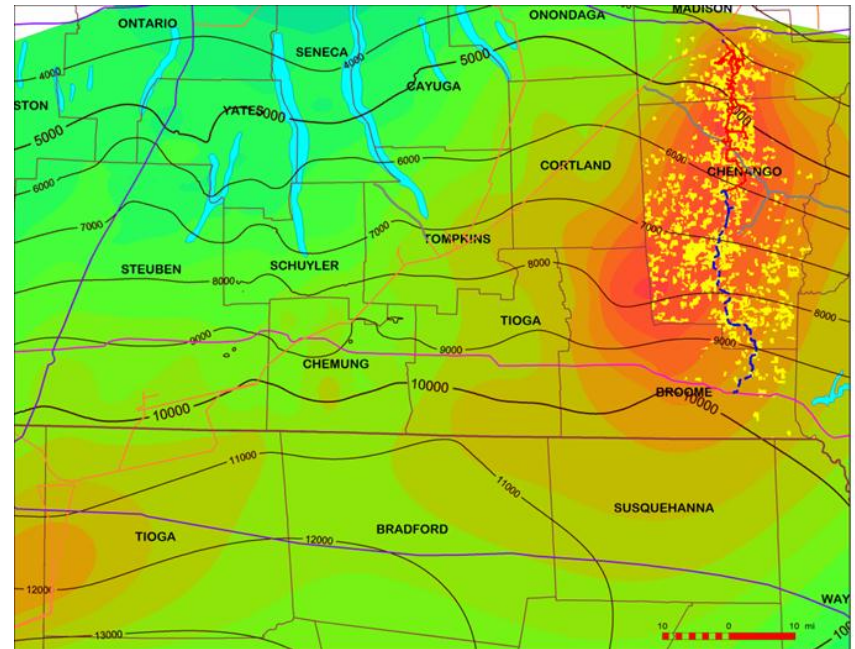 MADISON
ONTARIO
ONONDAGA
SENECA
4000
4000
5000
CAYUGA
STON
YATES
5000
5000
6000
6000
CORTLAND
CHENANGO
6000
7000
7000
7000
TOMPKINS
STEUBEN
SCHUYLER
8000
8000
8000
TIOGA
9000
9000
9000
CHEMUNG
10000
10000
BROOME
10000
11000
11000
SUSQUEHANNA
TIOGA
12000
BRADFORD
1200
WAY
13000
10 0 10 mi